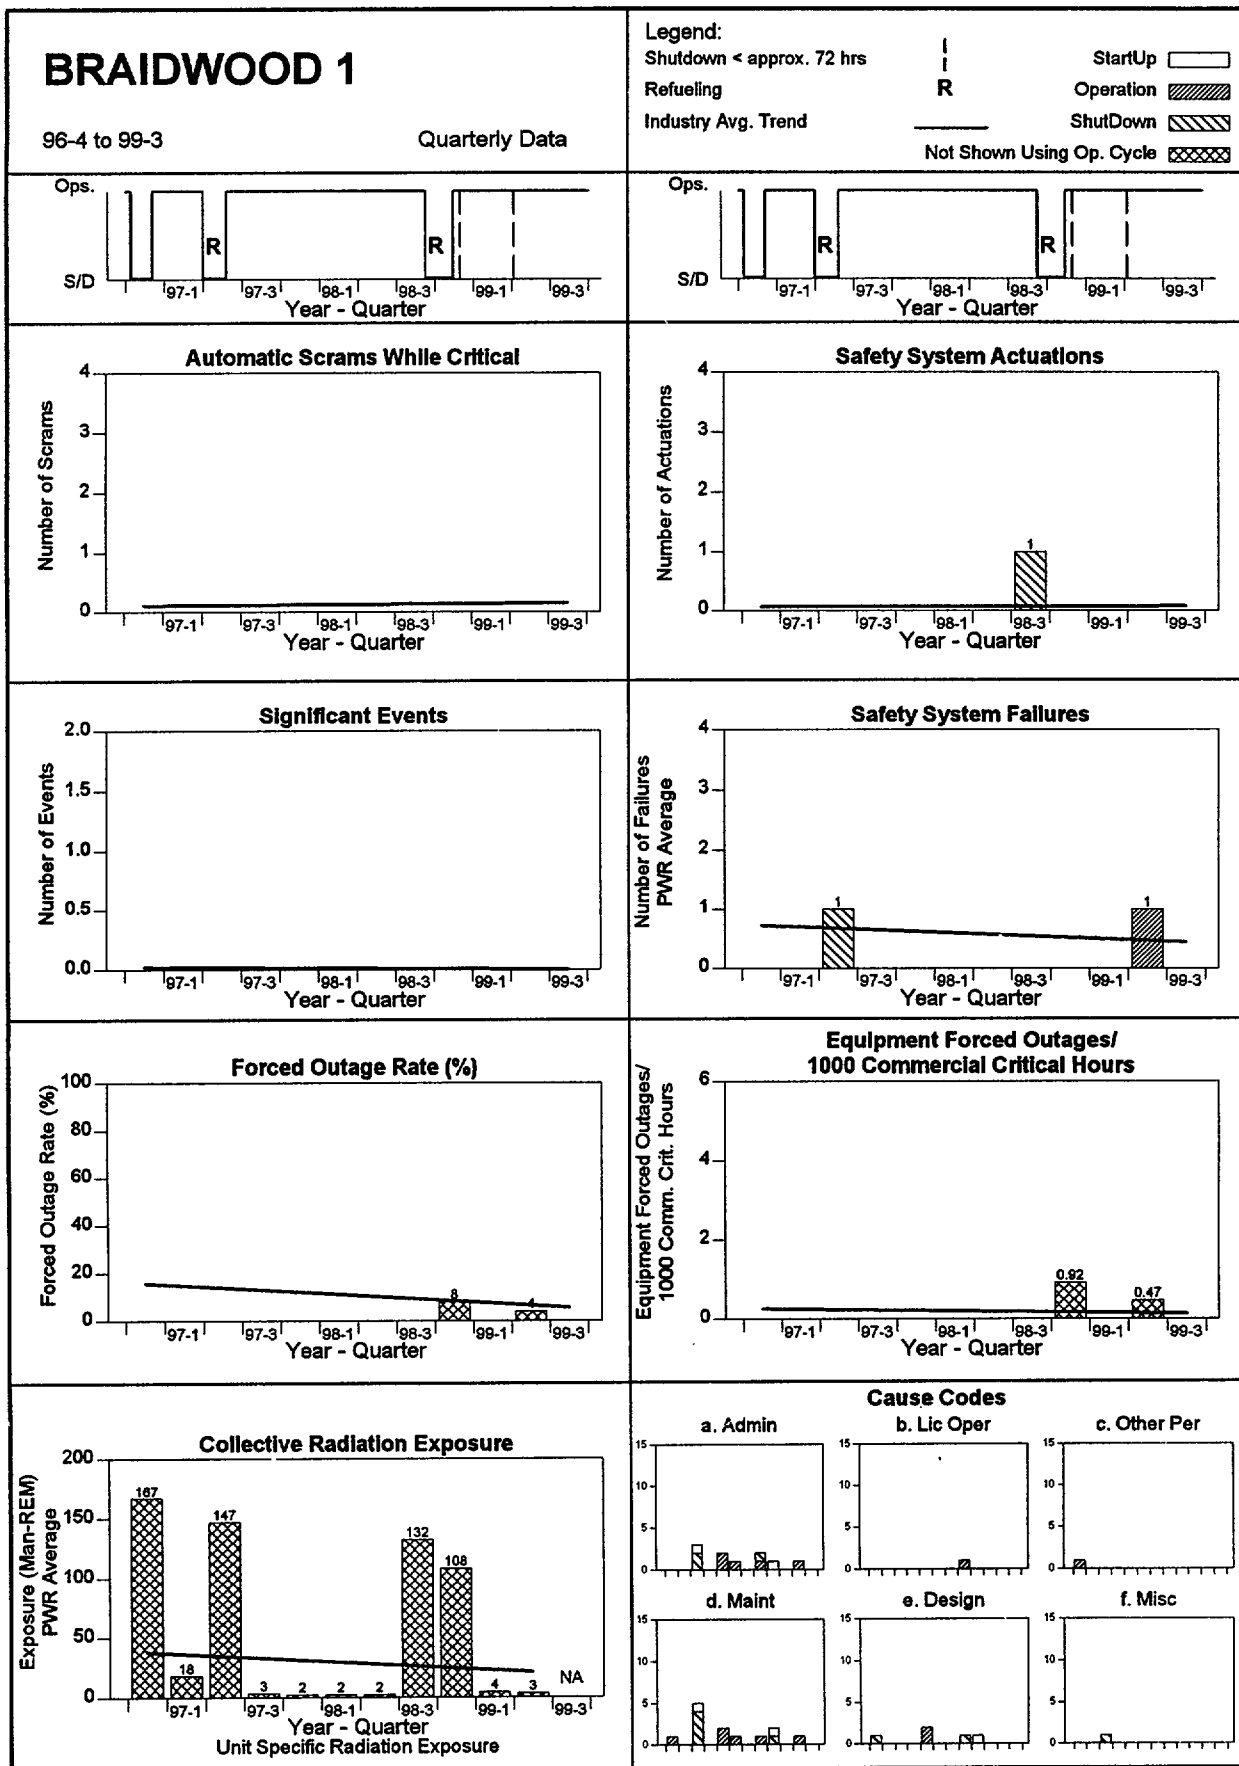 BRAIDWOOD 1
96-4 to 99-3 Quarterly Data
Legend:
Shutdown < approx. 72 hrs
Refueling R
Industry Avg. Trend
StartUp
Operation
ShutDown
Not Shown Using Op. Cycle
Ops.
R R
S/D
97-1 97-3 98-1 98-3 99-1 99-3
Year - Quarter
Ops.
R R
S/D
97-1 97-3 98-1 98-3 99-1 99-3
Year - Quarter
Automatic Scrams While Critical
Number of Scrams
4
3
2
1
0
97-1 97-3 98-1 98-3 99-1 99-3
Year - Quarter
Safety System Actuations
Number of Actuations
4
3
2
1
0
1
97-1 97-3 98-1 98-3 99-1 99-3
Year - Quarter
Significant Events
Number of Events
2.0
1.5
1.0
0.5
0.0
97-1 97-3 98-1 98-3 99-1 99-3
Year - Quarter
Safety System Failures
Number of Failures
PWR Average
4
3
2
1
0
1 1
97-1 97-3 98-1 98-3 99-1 99-3
Year - Quarter
Forced Outage Rate (%)
Forced Outage Rate (%)
100
80
60
40
20
0
8 4
97-1 97-3 98-1 98-3 99-1 99-3
Year - Quarter
Equipment Forced Outages/
1000 Commercial Critical Hours
Equipment Forced Outages/
1000 Comm. Crit. Hours
6
4
2
0
0.92 0.47
97-1 97-3 98-1 98-3 99-1 99-3
Year - Quarter
Collective Radiation Exposure
Exposure (Man-REM)
PWR Average
200
150
100
50
0
167 18 147 3 2 2 2 132 108 4 3 NA
97-1 97-3 98-1 98-3 99-1 99-3
Year - Quarter
Unit Specific Radiation Exposure
Cause Codes
a. Admin
15
10
5
0
b. Lic Oper
15
10
5
0
c. Other Per
15
10
5
0
d. Maint
15
10
5
0
e. Design
15
10
5
0
f. Misc
15
10
5
0